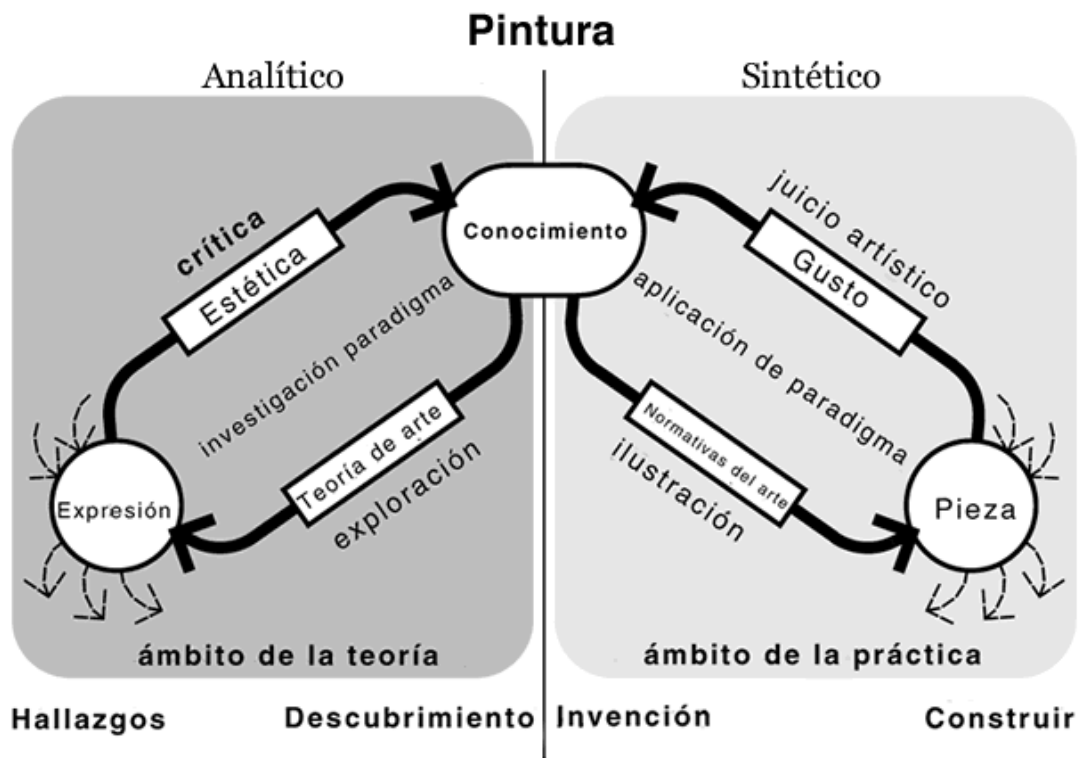 Pintura
Analítico
Sintético
crítica
Estética
Conocimiento
juicio artístico
Gusto
investigación paradigma
aplicación de paradigma
Teoría de arte
exploración
Normativas del arte
ilustración
Expresión
Pieza
ámbito de la teoría
ámbito de la práctica
Hallazgos
Descubrimiento
Invención
Construir